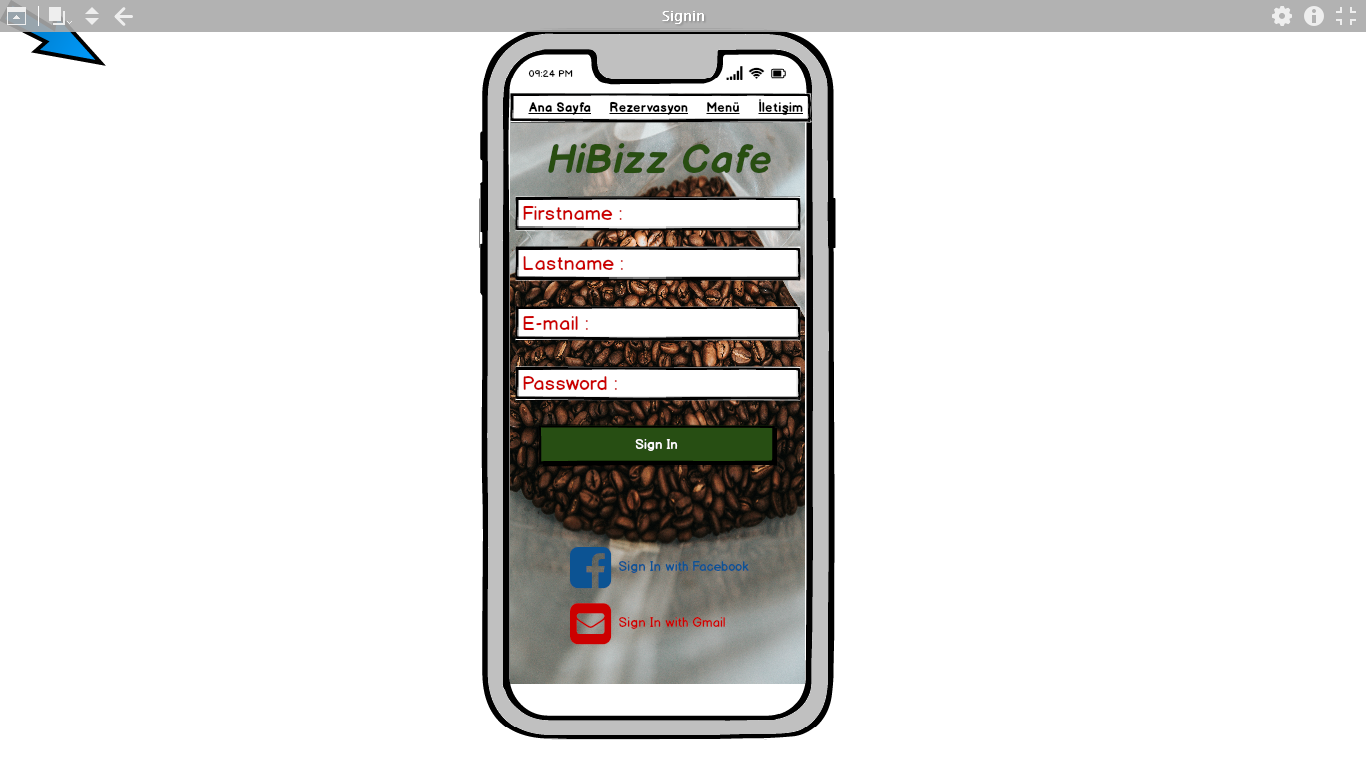 Signin
09:24 PM
Ana Sayfa Rezervasyon Menü İletişim
HiBizz Cafe
Firstname :
Lastname :
E-mail :
Password :
Sign In
Sign In with Facebook
Sign In with Gmail